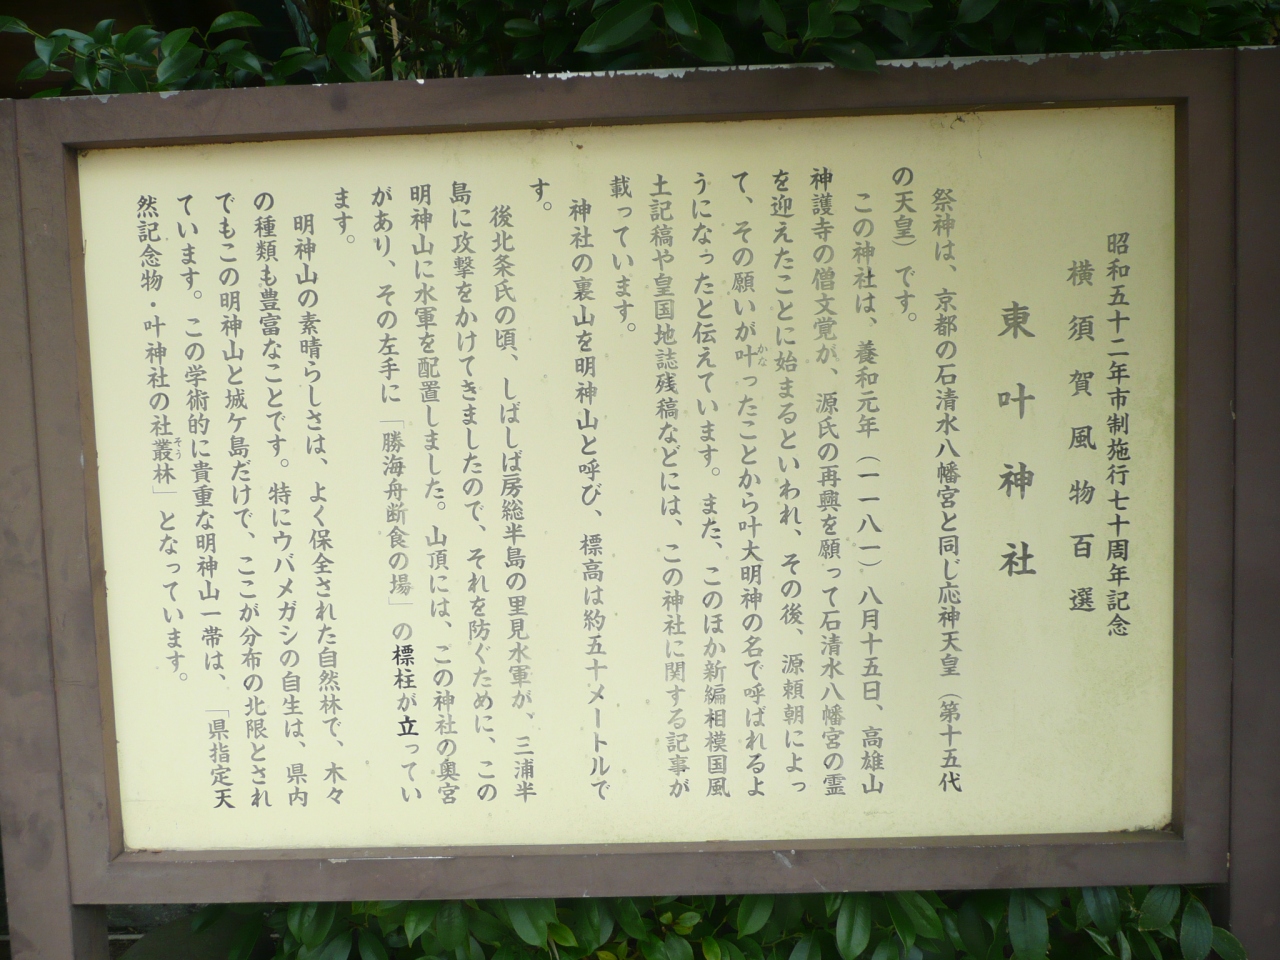 昭和五十二年市制施行七十周年記念
横須賀風物百選
東叶神社
祭神は、京都の石清水八幡宮と同じ応神天皇（第十五代
の天皇）です。
この神社は、養和元年（一一八一）八月十五日、高雄山
神護寺の僧文覚が、源氏の再興を願って石清水八幡宮の霊
を迎えたことに始まるといわれ、その後、源頼朝によっ
て、その願いが叶かなったことから叶大明神の名で呼ばれるよ
うになったと伝えています。また、このほか新編相模国風
土記稿や皇国地誌残稿などには、この神社に関する記事が
載っています。
神社の裏山を明神山と呼び、標高は約五十メートルで
す。
後北条氏の頃、しばしば房総半島の里見水軍が、三浦半
島に攻撃をかけてきましたので、それを防ぐために、この
明神山に水軍を配置しました。山頂には、この神社の奥宮
があり、その左手に「勝海舟断食の場」の標柱が立ってい
ます。
明神山の素晴らしさは、よく保全された自然林で、木々
の種類も豊富なことです。特にウバメガシの自生は、県内
でもこの明神山と城ケ島だけで、ここが分布の北限とされ
ています。この学術的に貴重な明神山一帯は、「県指定天
然記念物・叶神社の社叢そう林」となっています。